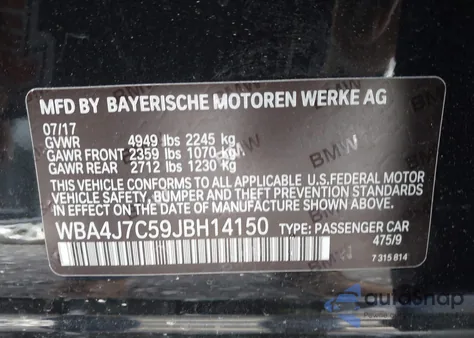 MFD BY BAYERISCHE MOTOREN WERKE AG
07/17
GVWR 4949 lbs 2245 kg
GAWR FRONT 2359 lbs 1070 kg
GAWR REAR 2712 lbs 1230 kg
THIS VEHICLE CONFORMS TO ALL APPLICABLE U.S.FEDERAL MOTOR
VEHICLE SAFETY, BUMPER, AND THEFT PREVENTION STANDARDS
IN EFFECT ON THE DATE OF MANUFACTURE SHOWN ABOVE.
WBA4J7C59JBH14150 TYPE: PASSENGER CAR
475/9
7 315 814
autosnap